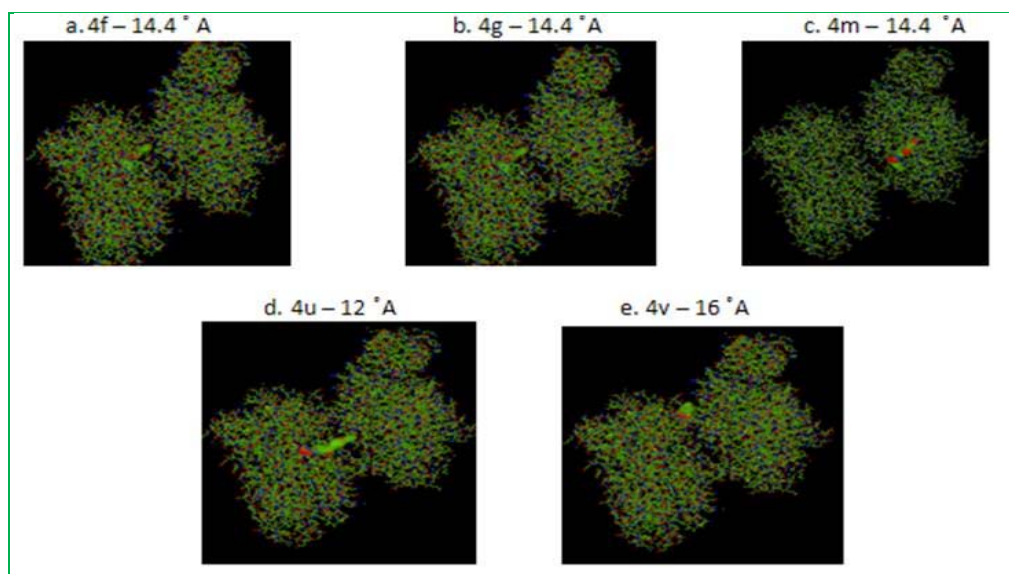 a. 4f – 14.4 ˚ A
b. 4g – 14.4 ˚A
c. 4m – 14.4 ˚A
d. 4u – 12 ˚A
e. 4v – 16 ˚A